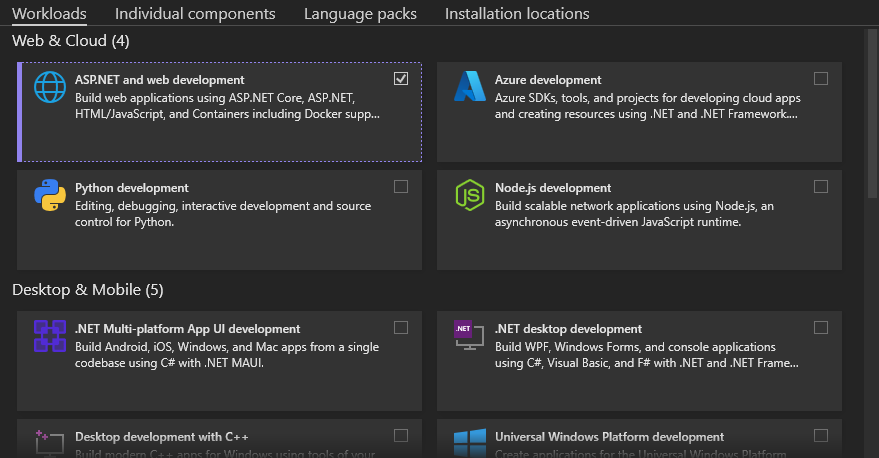 Workloads Individual components Language packs Installation locations
Web & Cloud (4)
ASP.NET and web development
Build web applications using ASP.NET Core, ASP.NET,
HTML/JavaScript, and Containers including Docker supp...
Azure development
Azure SDKs, tools, and projects for developing cloud apps
and creating resources using .NET and .NET Framework....
Python development
Editing, debugging, interactive development and source
control for Python.
Node.js development
Build scalable network applications using Node.js, an
asynchronous event-driven JavaScript runtime.
Desktop & Mobile (5)
.NET Multi-platform App UI development
Build Android, iOS, Windows, and Mac apps from a single
codebase using C# with .NET MAUI.
.NET
.NET desktop development
Build WPF, Windows Forms, and console applications
using C#, Visual Basic, and F# with .NET and .NET Frame...
Desktop development with C++
Build modern C++ apps for Windows using tools of your
Universal Windows Platform development
Create applications for the Universal Windows Platform